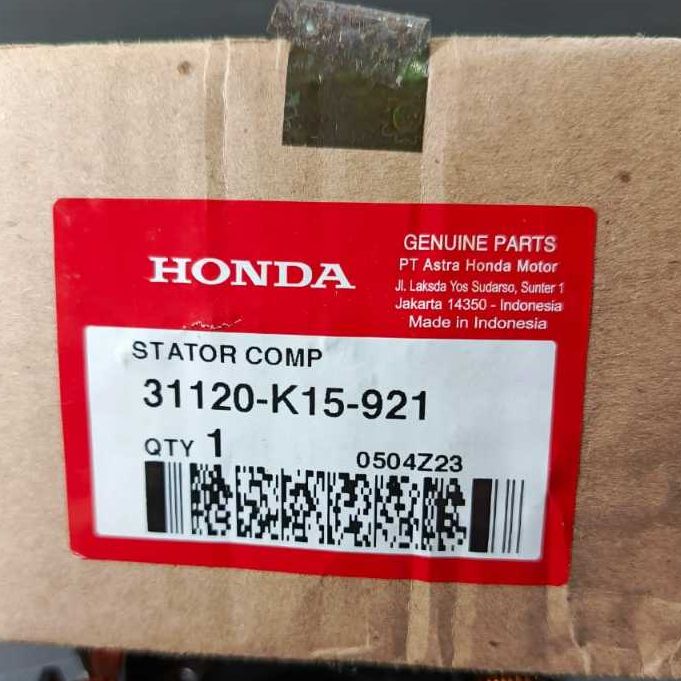 HONDA
GENUINE PARTS
PT Astra Honda Motor
Jl. Laksda Yos Sudarso, Sunter 1
Jakarta 14350 - Indonesia
Made in Indonesia
STATOR COMP
31120-K15-921
QTY 1
0504Z23